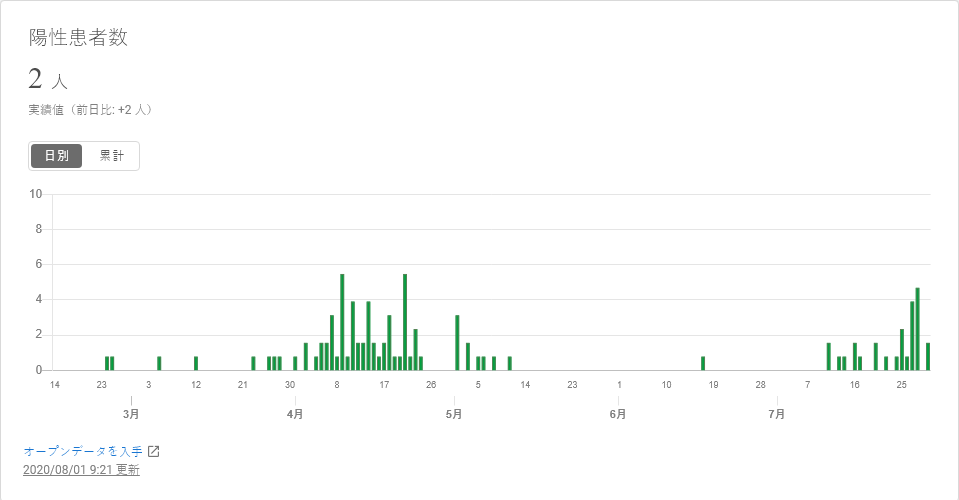 陽性患者数
2 人
実績値（前日比: +2 人）
日別 累計
10
8
6
4
2
0
14 23 3 12 21 30 8 17 26 5 14 23 1 10 19 28 7 16 25
3月 4月 5月 6月 7月
オープンデータを入手
2020/08/01 9:21 更新